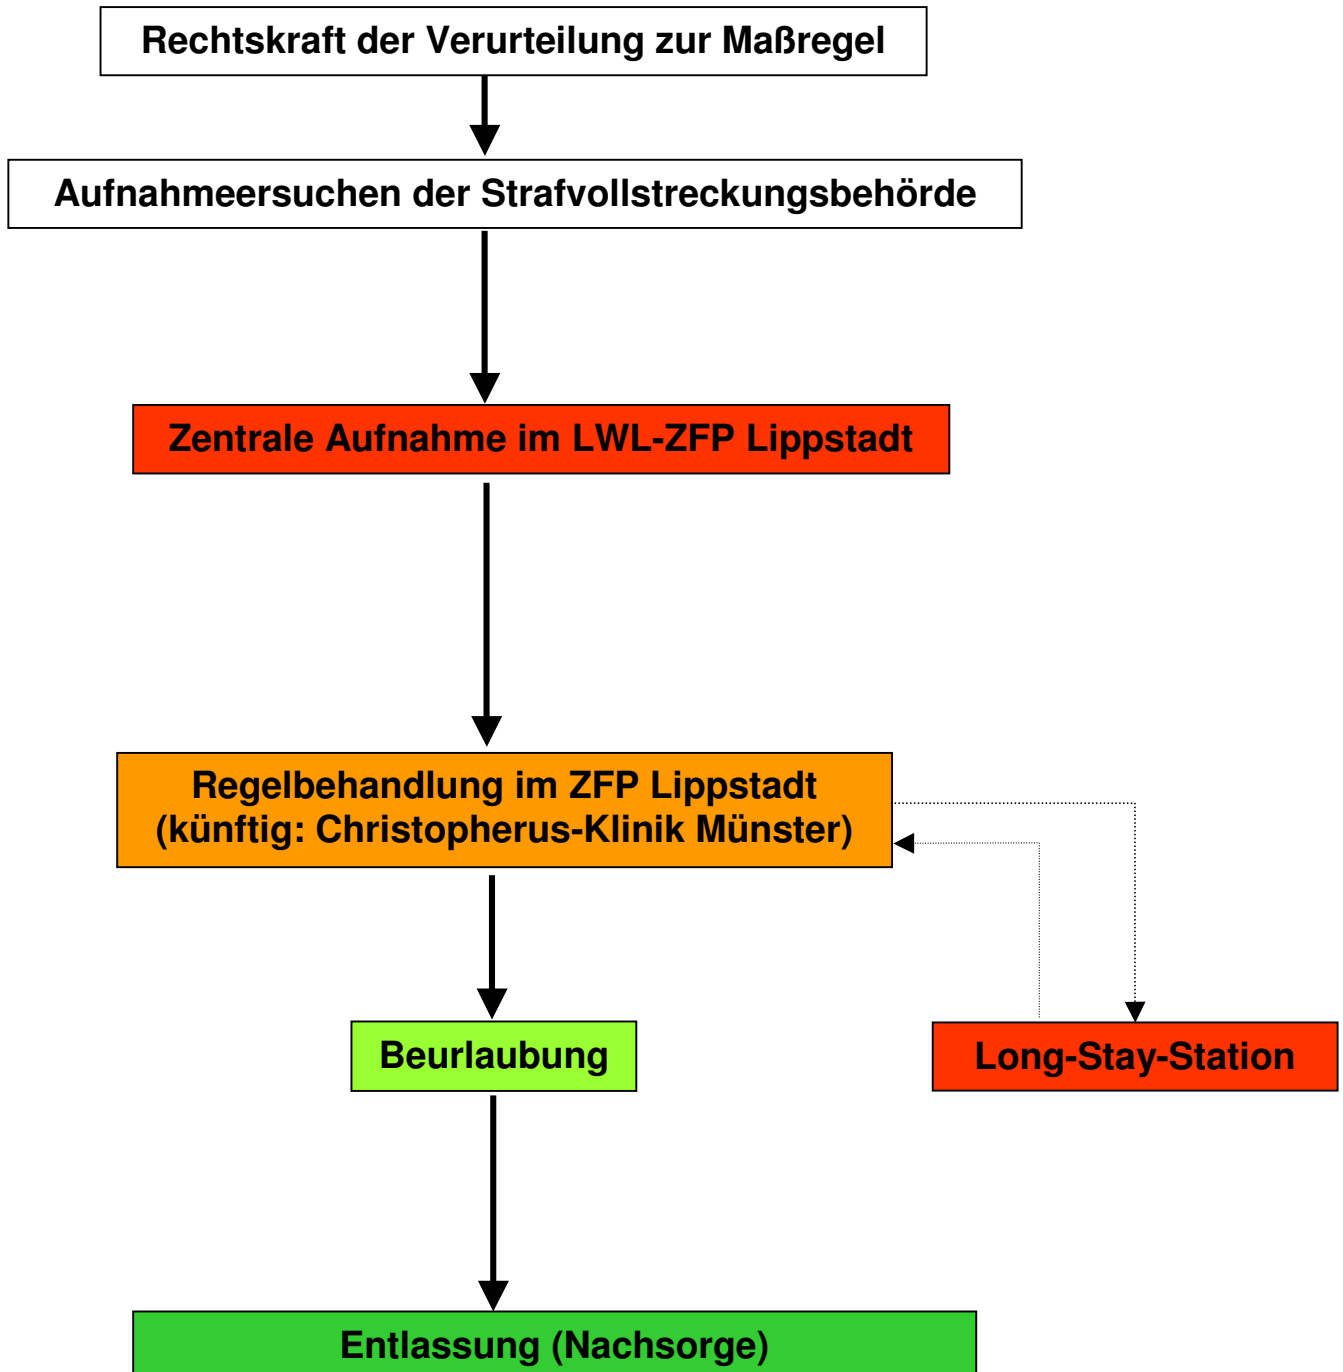 Rechtskraft der Verurteilung zur Maßregel
Aufnahmeersuchen der Strafvollstreckungsbehörde
Zentrale Aufnahme im LWL-ZFP Lippstadt
Regelbehandlung im ZFP Lippstadt
(künftig: Christopherus-Klinik Münster)
Beurlaubung
Long-Stay-Station
Entlassung (Nachsorge)